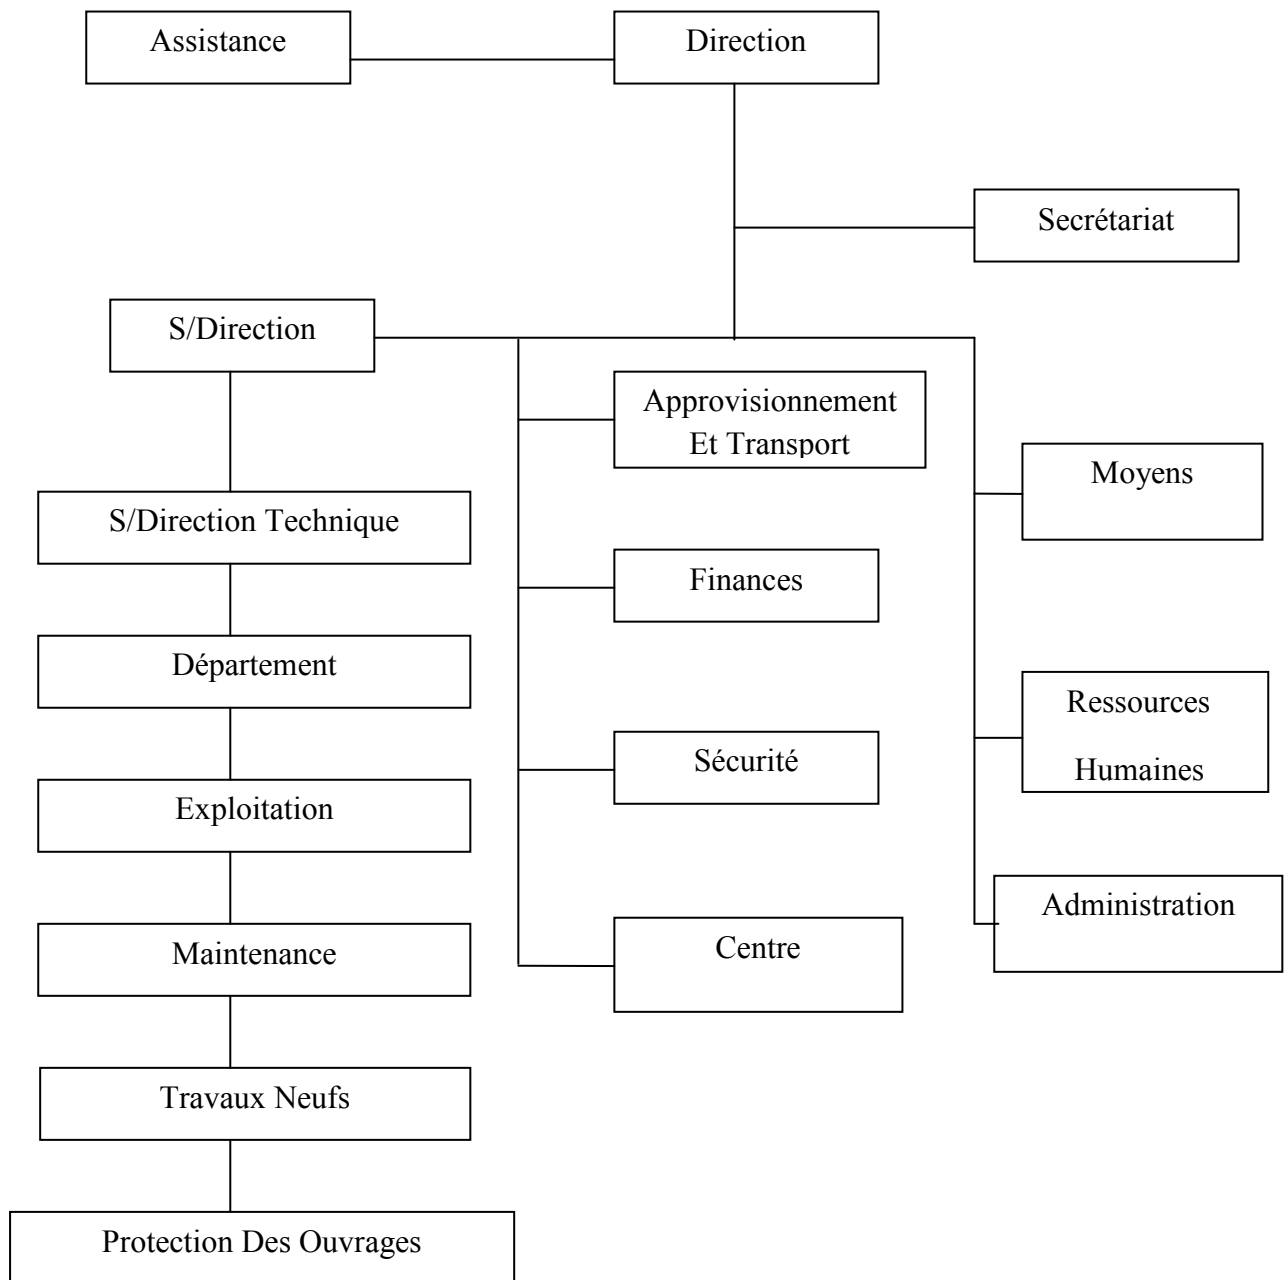 Assistance
Direction
Secrétariat
S/Direction
Approvisionnement
Et Transport
Moyens
S/Direction Technique
Finances
Département
Ressources
Humaines
Sécurité
Exploitation
Administration
Maintenance
Centre
Travaux Neufs
Protection Des Ouvrages